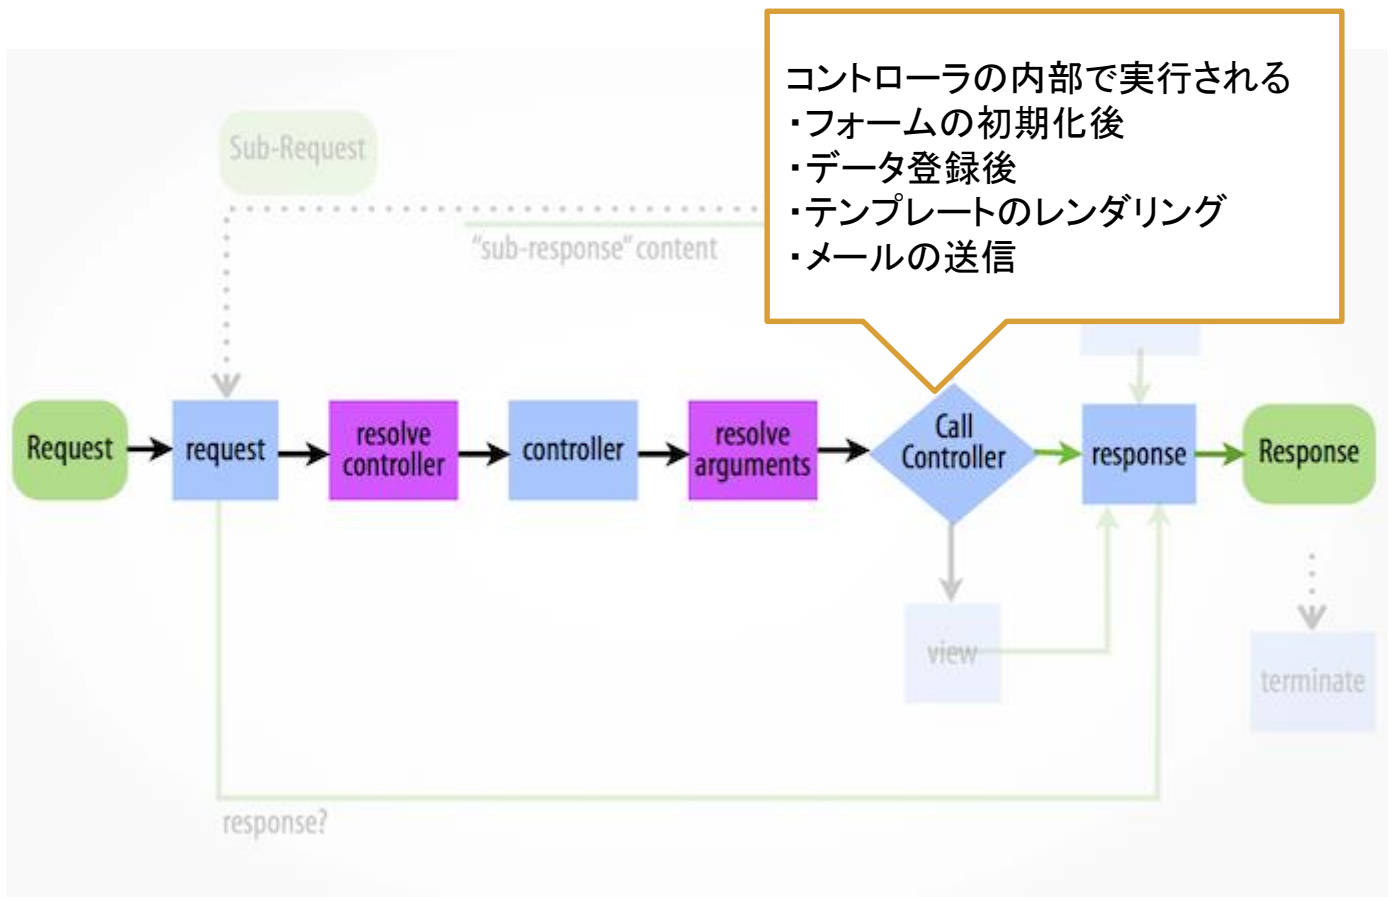 コントローラの内部で実行される
・フォームの初期化後
・データ登録後
・テンプレートのレンダリング
・メールの送信
Sub-Request
“sub-response” content
Request
request
resolve
controller
controller
resolve
arguments
Call
Controller
response
Response
view
terminate
response?